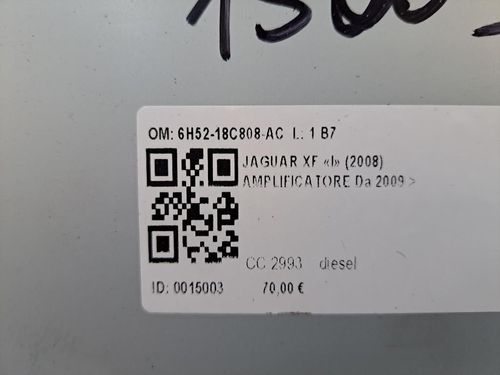 OM: 6H52-18C808-AC L: 1 B7
JAGUAR XF «I» (2008)
AMPLIFICATORE Da 2009 >
CC 2993 diesel
ID: 0015003 70,00 €